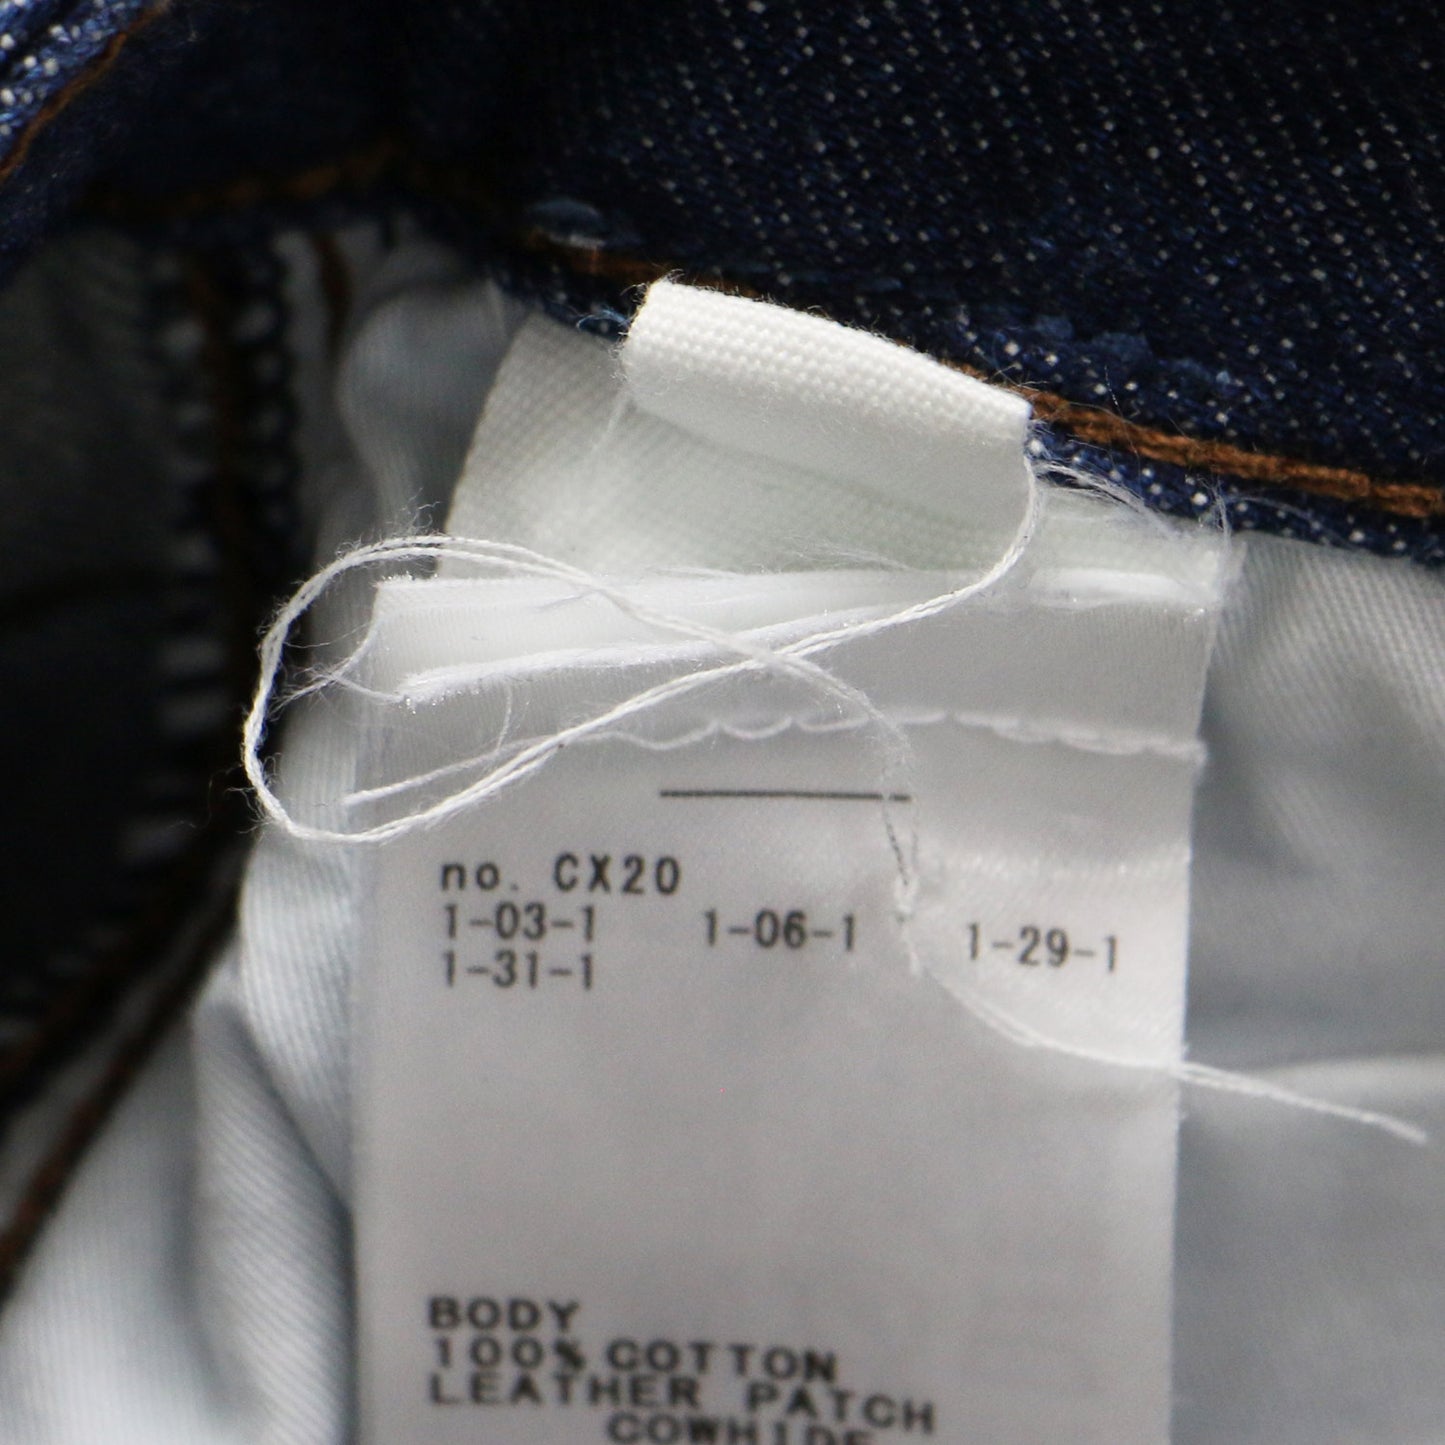 no. CX20
1-03-1 1-06-1 1-29-1
1-31-1
BODY
100% COTTON
LEATHER PATCH
COWHIDE